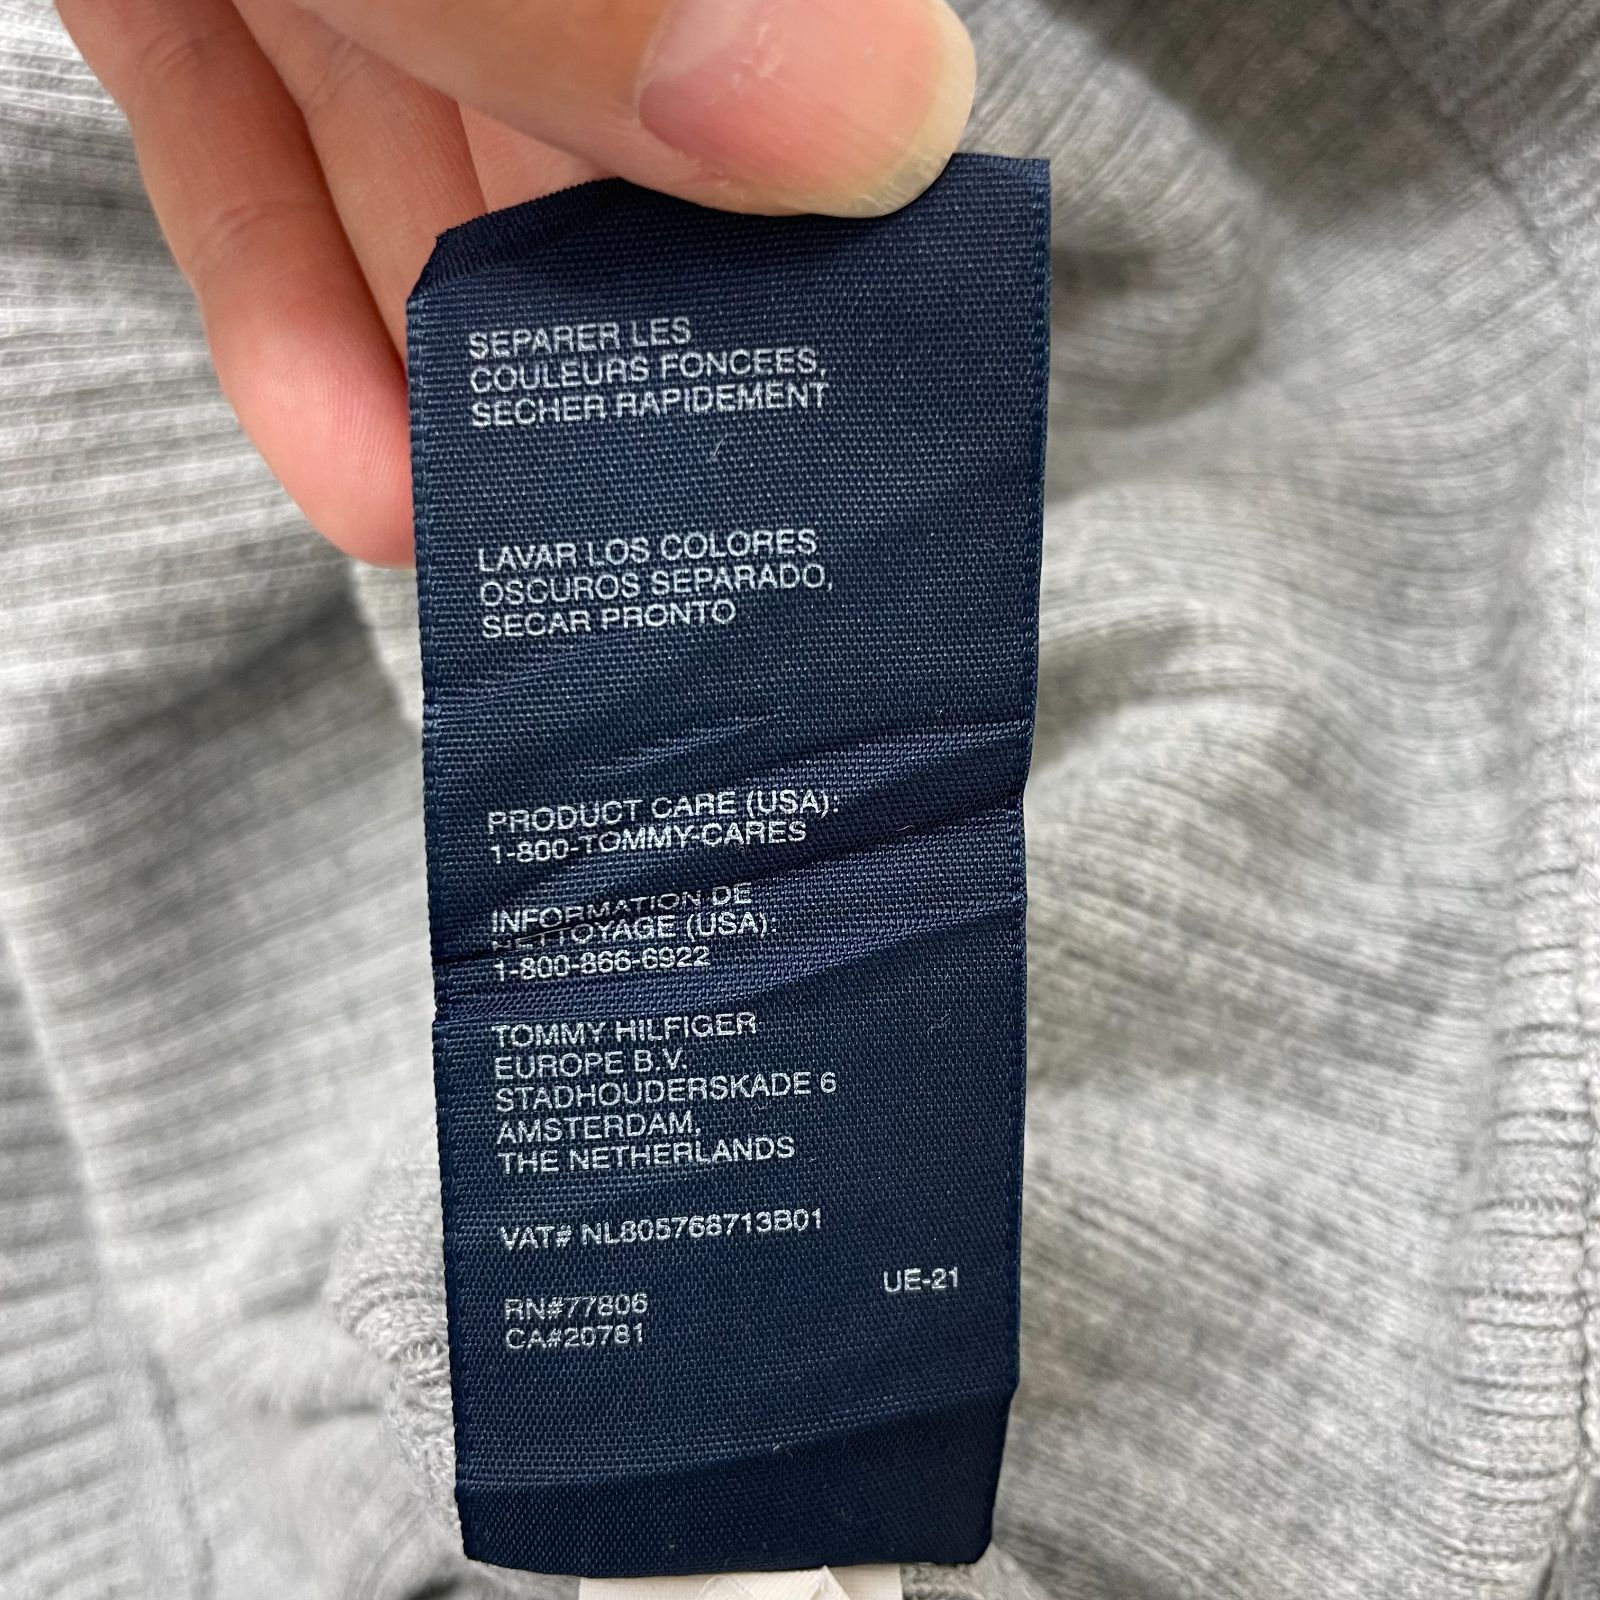 SEPARER LES
COULEURS FONCEES,
SECHER RAPIDEMENT
LAVAR LOS COLORES
OSCUROS SEPARADO,
SECAR PRONTO
PRODUCT CARE (USA):
1-800-TOMMY-CARES
INFORMATION DE
NETTOYAGE (USA):
1-800-866-6922
TOMMY HILFIGER
EUROPE B.V.
STADHOUDERSKADE 6
AMSTERDAM,
THE NETHERLANDS
VAT# NL805768713B01
UE-21
RN#77806
CA#20781